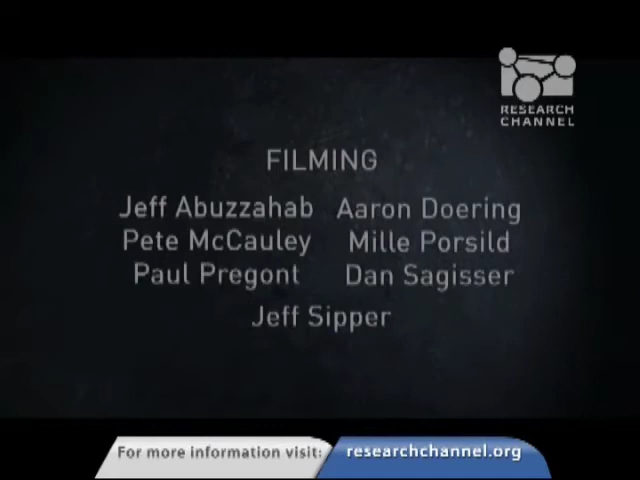 RESEARCH
CHANNEL
FILMING
Jeff Abuzzahab Aaron Doering
Pete McCauley Mille Porsild
Paul Pregont Dan Sagisser
Jeff Sipper
For more information visit: researchchannel.org